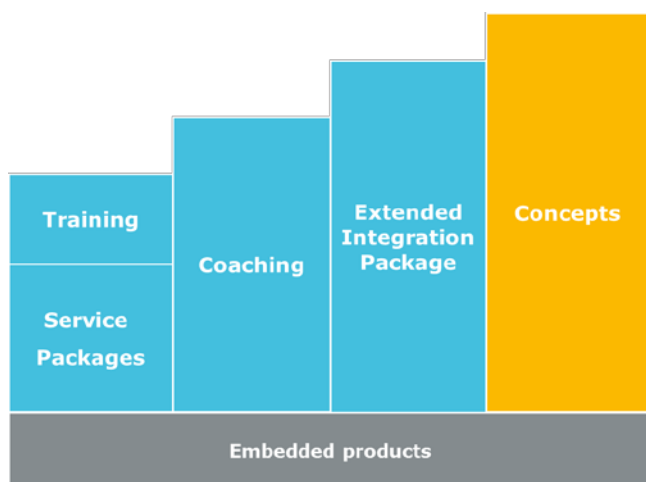 Training
Service
Packages
Coaching
Extended
Integration
Package
Concepts
Embedded products